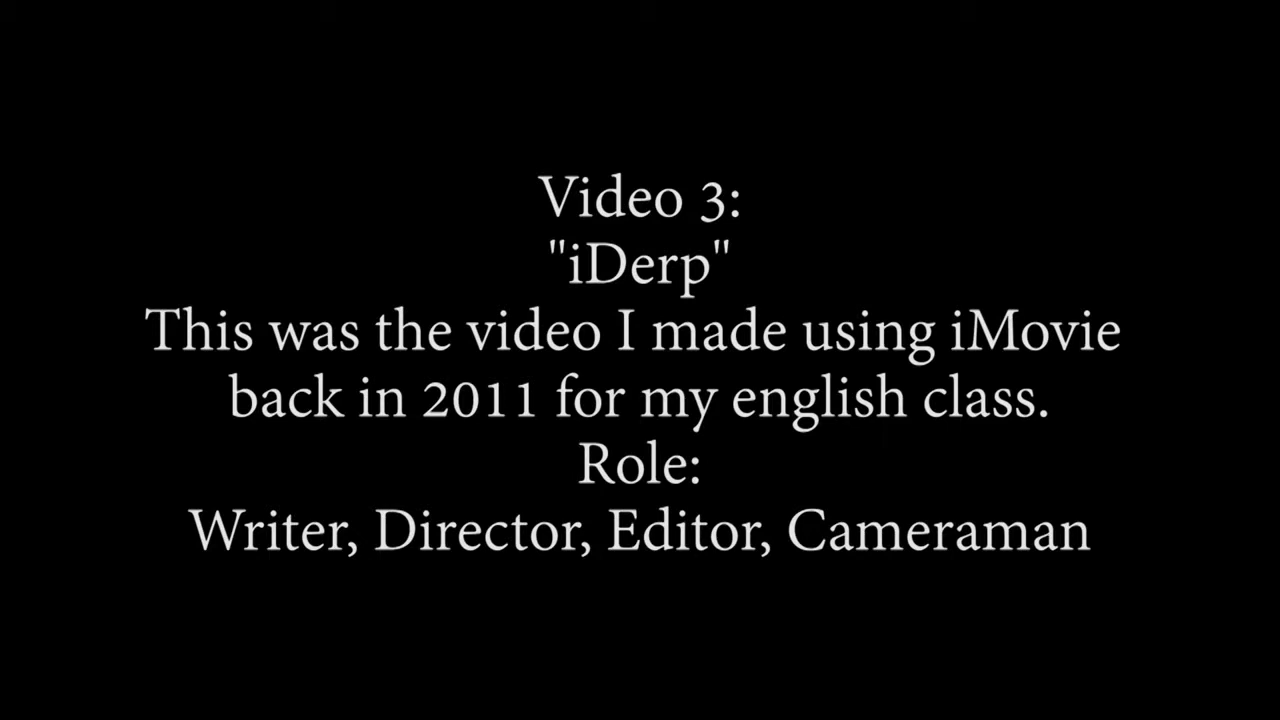 Video 3:
"iDerp"
This was the video I made using iMovie
back in 2011 for my english class.
Role:
Writer, Director, Editor, Cameraman